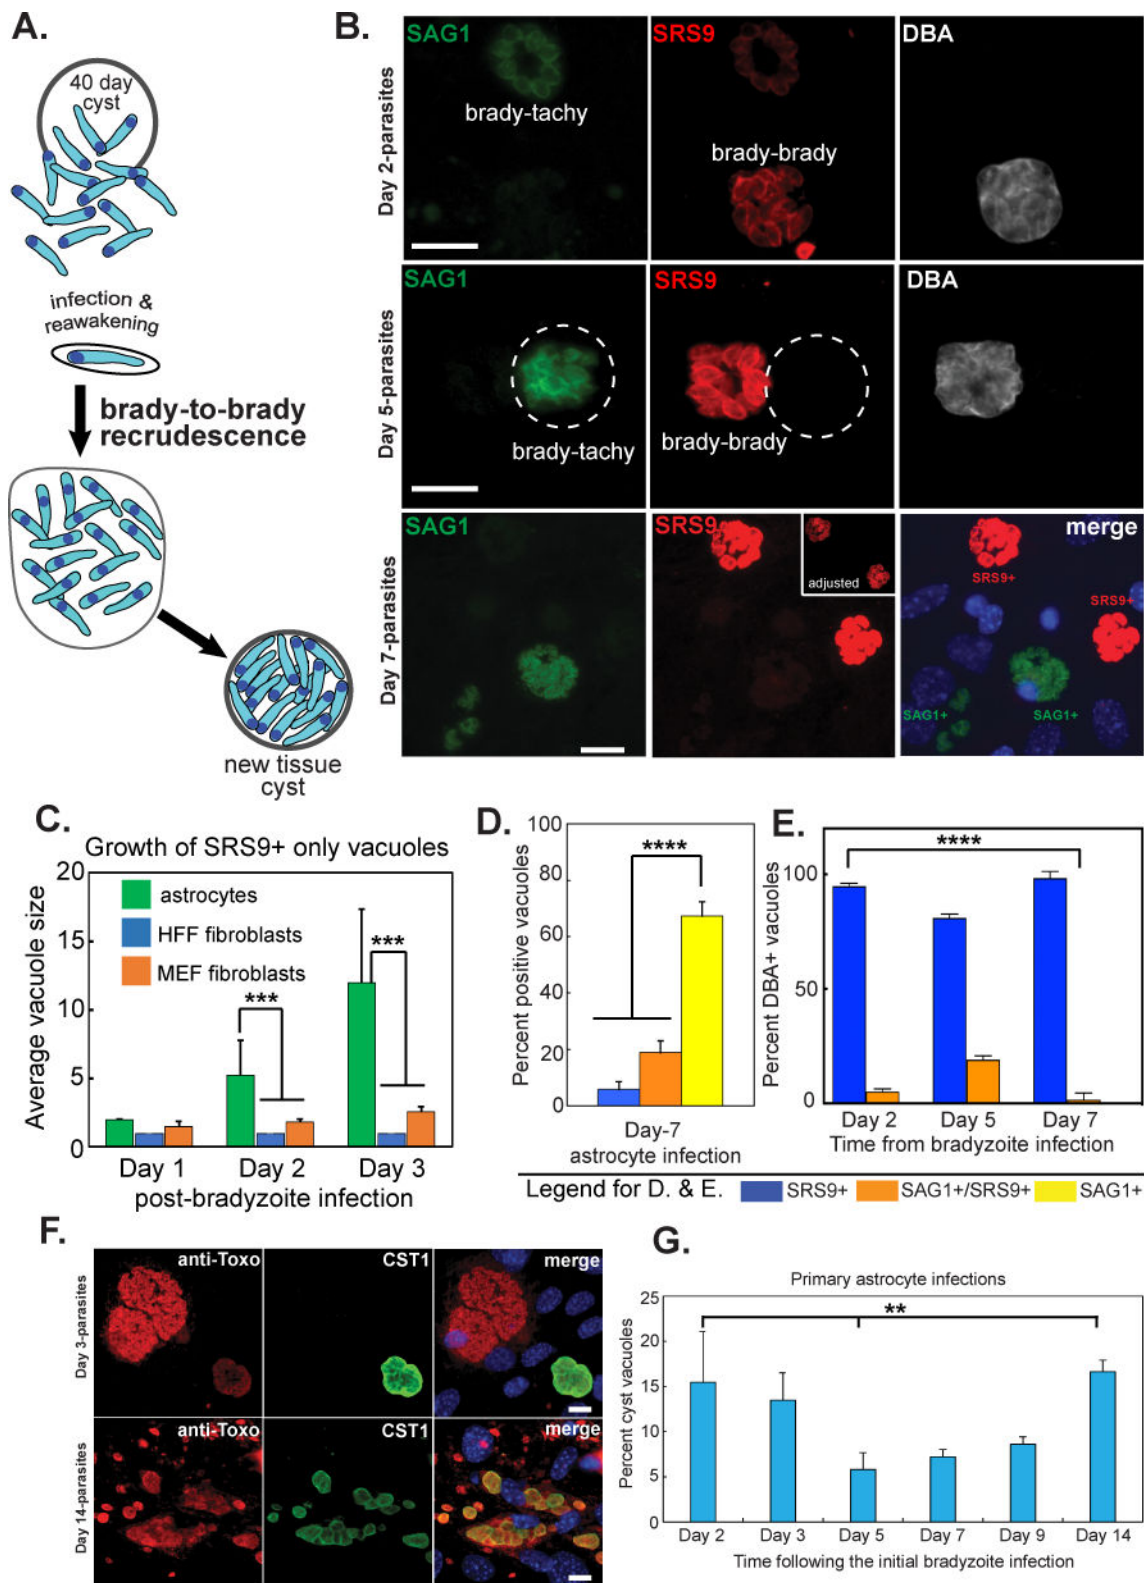 A.
40 day
cyst
infection &
reawakening
brady-to-brady
recrudescence
new tissue
cyst
B.
SAG1
SRS9
DBA
Day 2-parasites
brady-tachy
brady-brady
SAG1
SRS9
DBA
Day 5-parasites
brady-tachy
brady-brady
SAG1
SRS9
merge
Day 7-parasites
adjusted
SRS9+
SRS9+
SAG1+
SAG1+
C.
Growth of SRS9+ only vacuoles
Average vacuole size
20
15
10
5
0
astrocytes
HFF fibroblasts
MEF fibroblasts
***
***
Day 1 Day 2 Day 3
post-bradyzoite infection
D.
Percent positive vacuoles
100
80
60
40
20
0
****
Day-7
astrocyte infection
E.
Percent DBA+ vacuoles
100
50
0
****
Day 2 Day 5 Day 7
Time from bradyzoite infection
Legend for D. & E. SRS9+ SAG1+/SRS9+ SAG1+
F.
anti-Toxo CST1 merge
Day 3-parasites
anti-Toxo CST1 merge
Day 14-parasites
G.
Primary astrocyte infections
Percent cyst vacuoles
25
20
15
10
5
0
**
Day 2 Day 3 Day 5 Day 7 Day 9 Day 14
Time following the initial bradyzoite infection